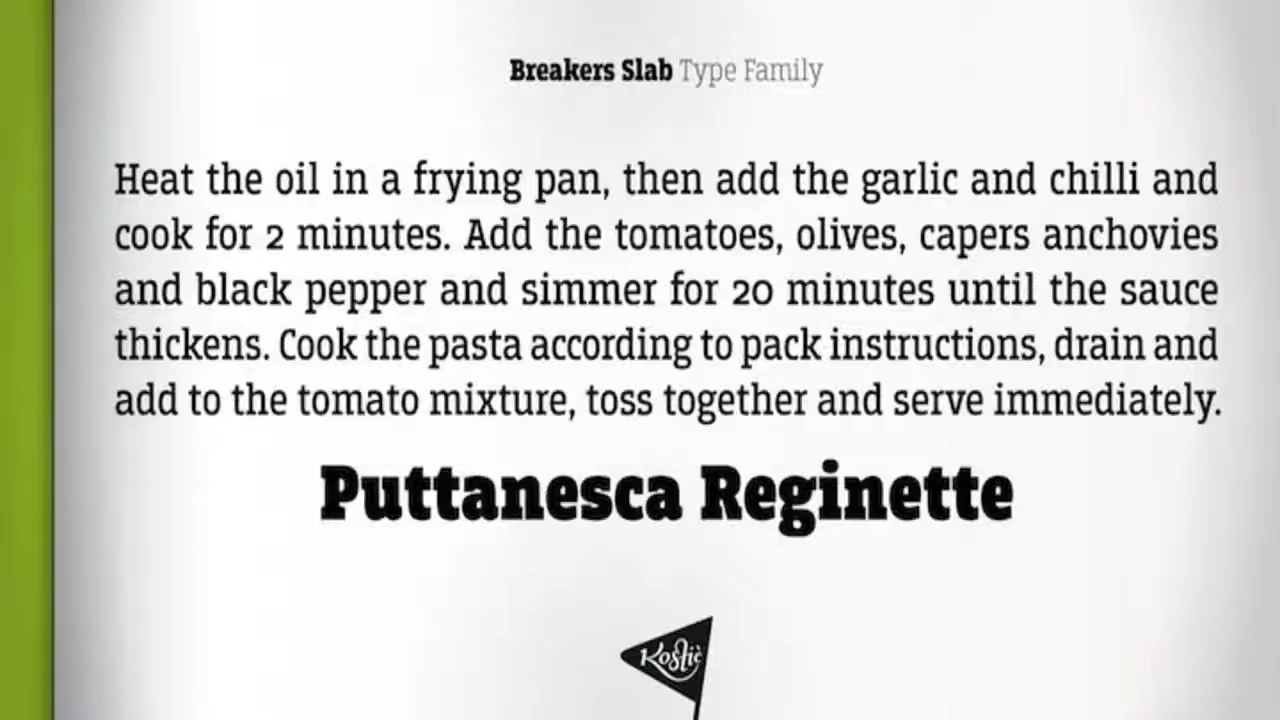 Breakers Slab Type Family
Heat the oil in a frying pan, then add the garlic and chilli and
cook for 2 minutes. Add the tomatoes, olives, capers anchovies
and black pepper and simmer for 20 minutes until the sauce
thickens. Cook the pasta according to pack instructions, drain and
add to the tomato mixture, toss together and serve immediately.
Puttanesca Reginette
Kostić